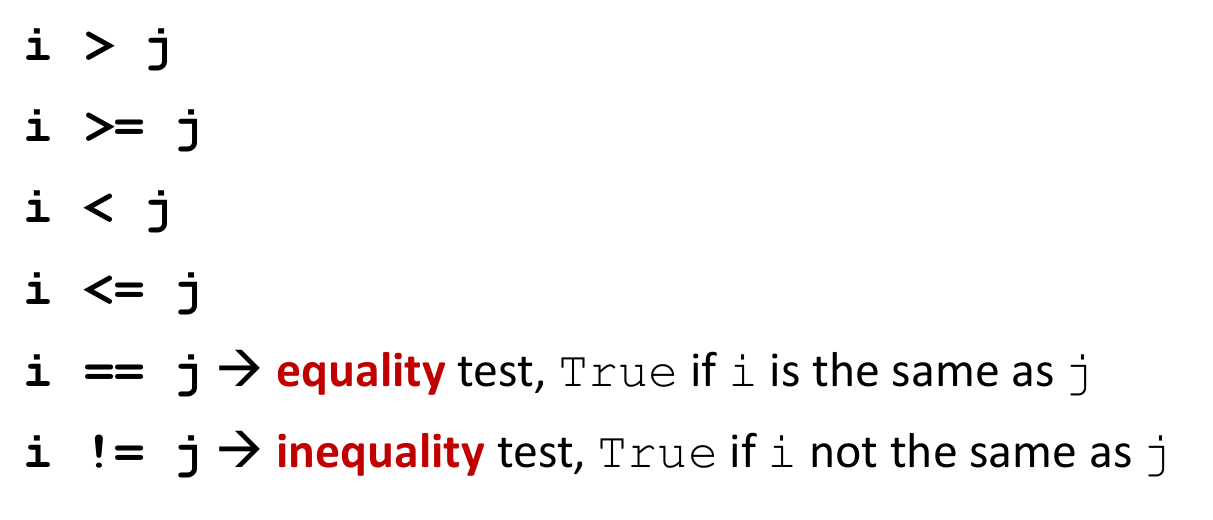 i > j
i >= j
i < j
i <= j
i == j → equality test, True if i is the same as j
i != j → inequality test, True if i not the same as j